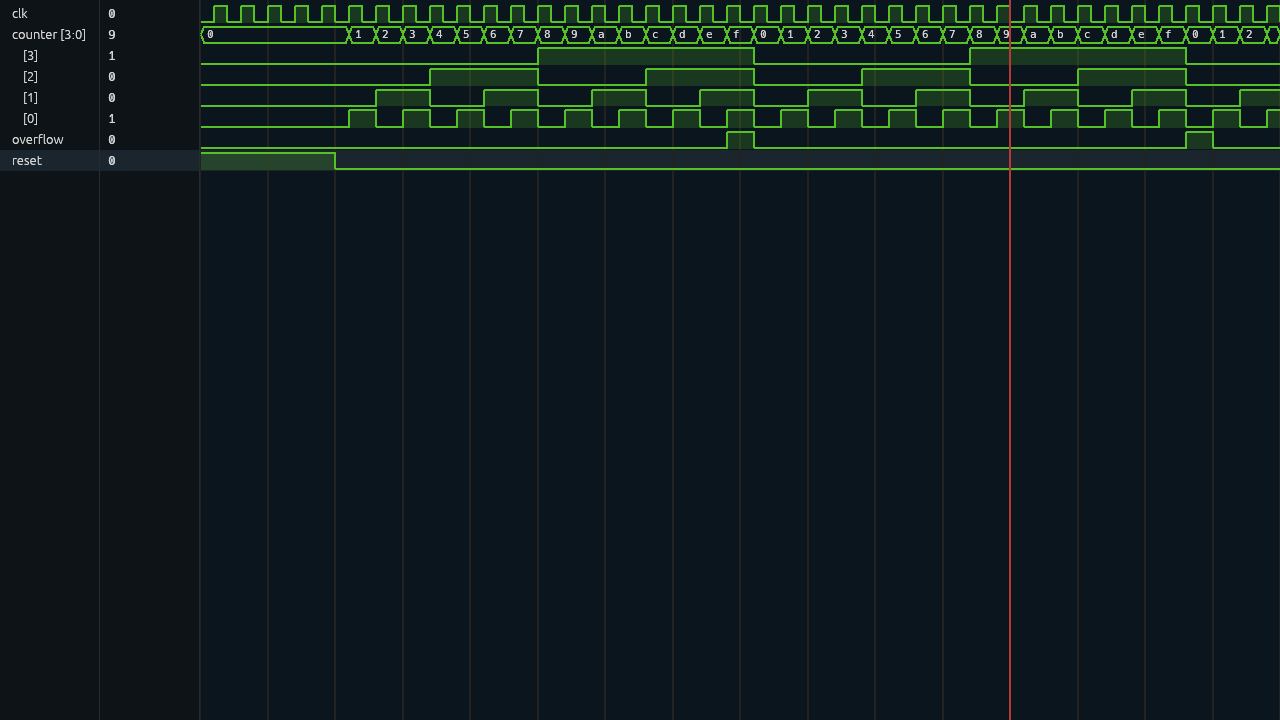 clk 0
counter [3:0] 9 0 1 2 3 4 5 6 7 8 9 a b c d e f 0 1 2 3 4 5 6 7 8 9 a b c d e f 0 1 2
[3] 1
[2] 0
[1] 0
[0] 1
overflow 0
reset 0